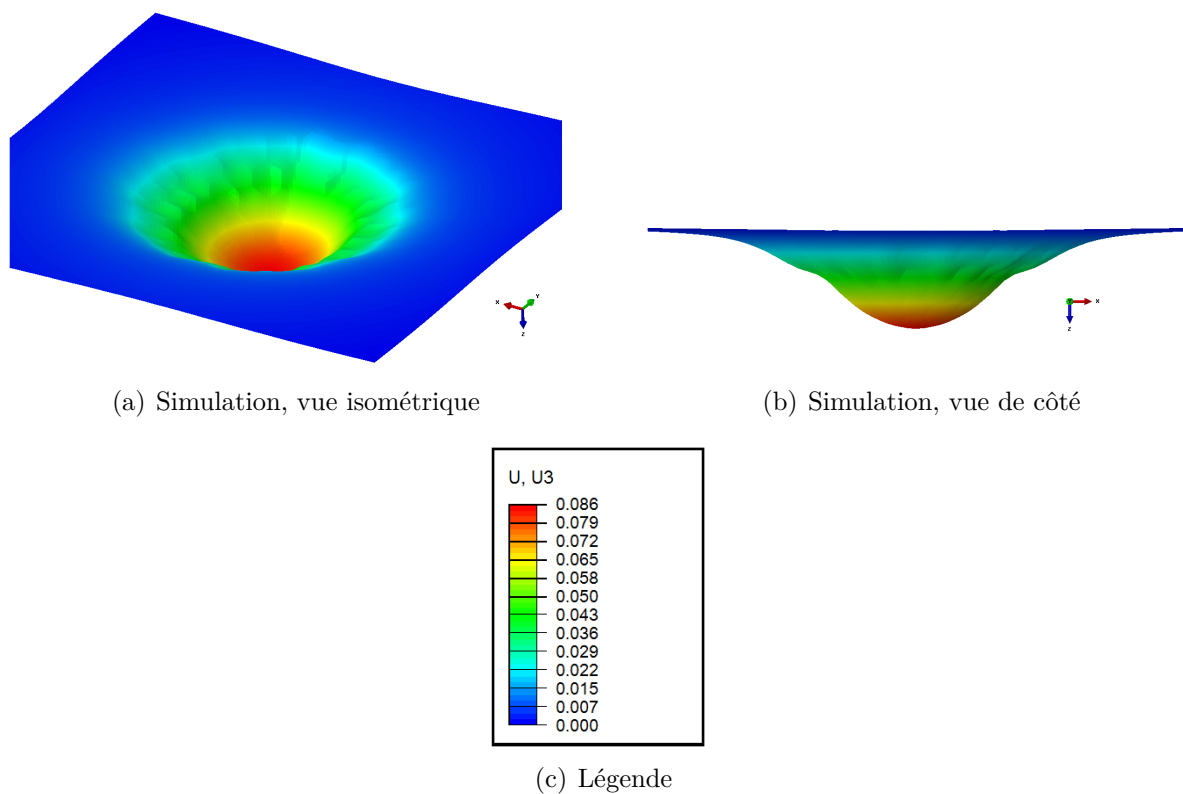 X
Y
Z
Y
X
Z
(a) Simulation, vue isométrique
(b) Simulation, vue de côté
U, U3
0.086
0.079
0.072
0.065
0.058
0.050
0.043
0.036
0.029
0.022
0.015
0.007
0.000
(c) Légende